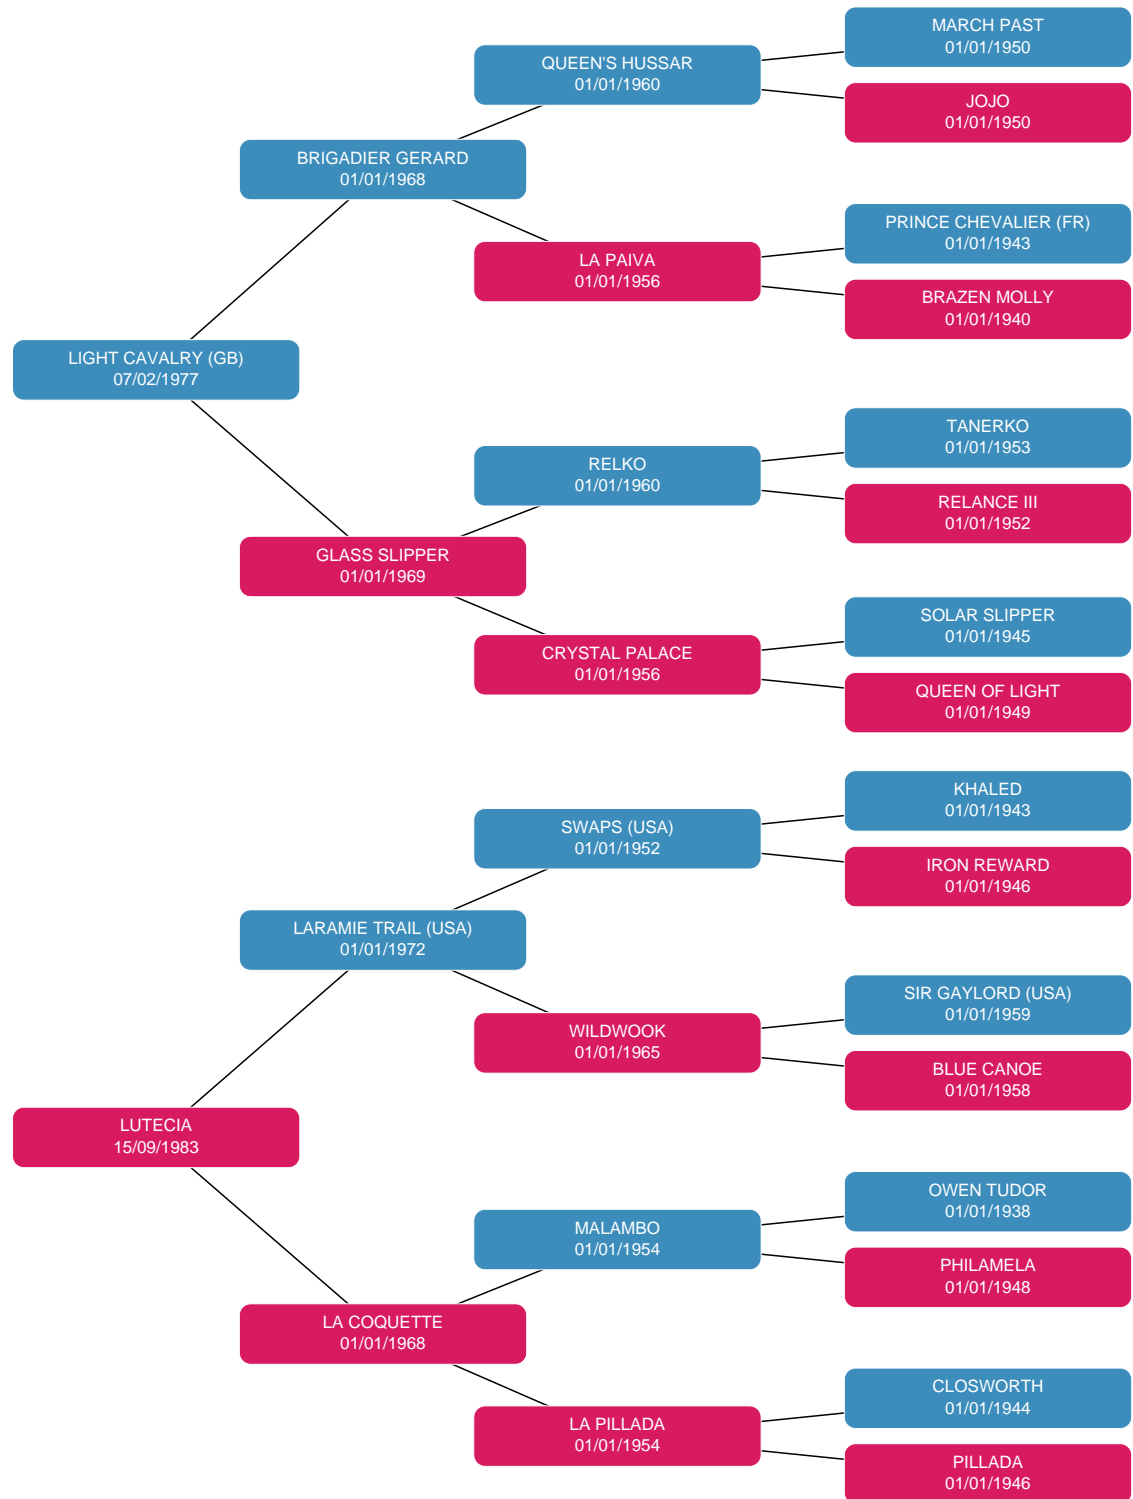 MARCH PAST
01/01/1950
QUEEN'S HUSSAR
01/01/1960
JOJO
01/01/1950
BRIGADIER GERARD
01/01/1968
PRINCE CHEVALIER (FR)
01/01/1943
LA PAIVA
01/01/1956
BRAZEN MOLLY
01/01/1940
LIGHT CAVALRY (GB)
07/02/1977
TANERKO
01/01/1953
RELKO
01/01/1960
RELANCE III
01/01/1952
GLASS SLIPPER
01/01/1969
SOLAR SLIPPER
01/01/1945
CRYSTAL PALACE
01/01/1956
QUEEN OF LIGHT
01/01/1949
KHALED
01/01/1943
SWAPS (USA)
01/01/1952
IRON REWARD
01/01/1946
LARAMIE TRAIL (USA)
01/01/1972
SIR GAYLORD (USA)
01/01/1959
WILDWOOK
01/01/1965
BLUE CANOE
01/01/1958
LUTECIA
15/09/1983
OWEN TUDOR
01/01/1938
MALAMBO
01/01/1954
PHILAMELA
01/01/1948
LA COQUETTE
01/01/1968
CLOSWORTH
01/01/1944
LA PILLADA
01/01/1954
PILLADA
01/01/1946